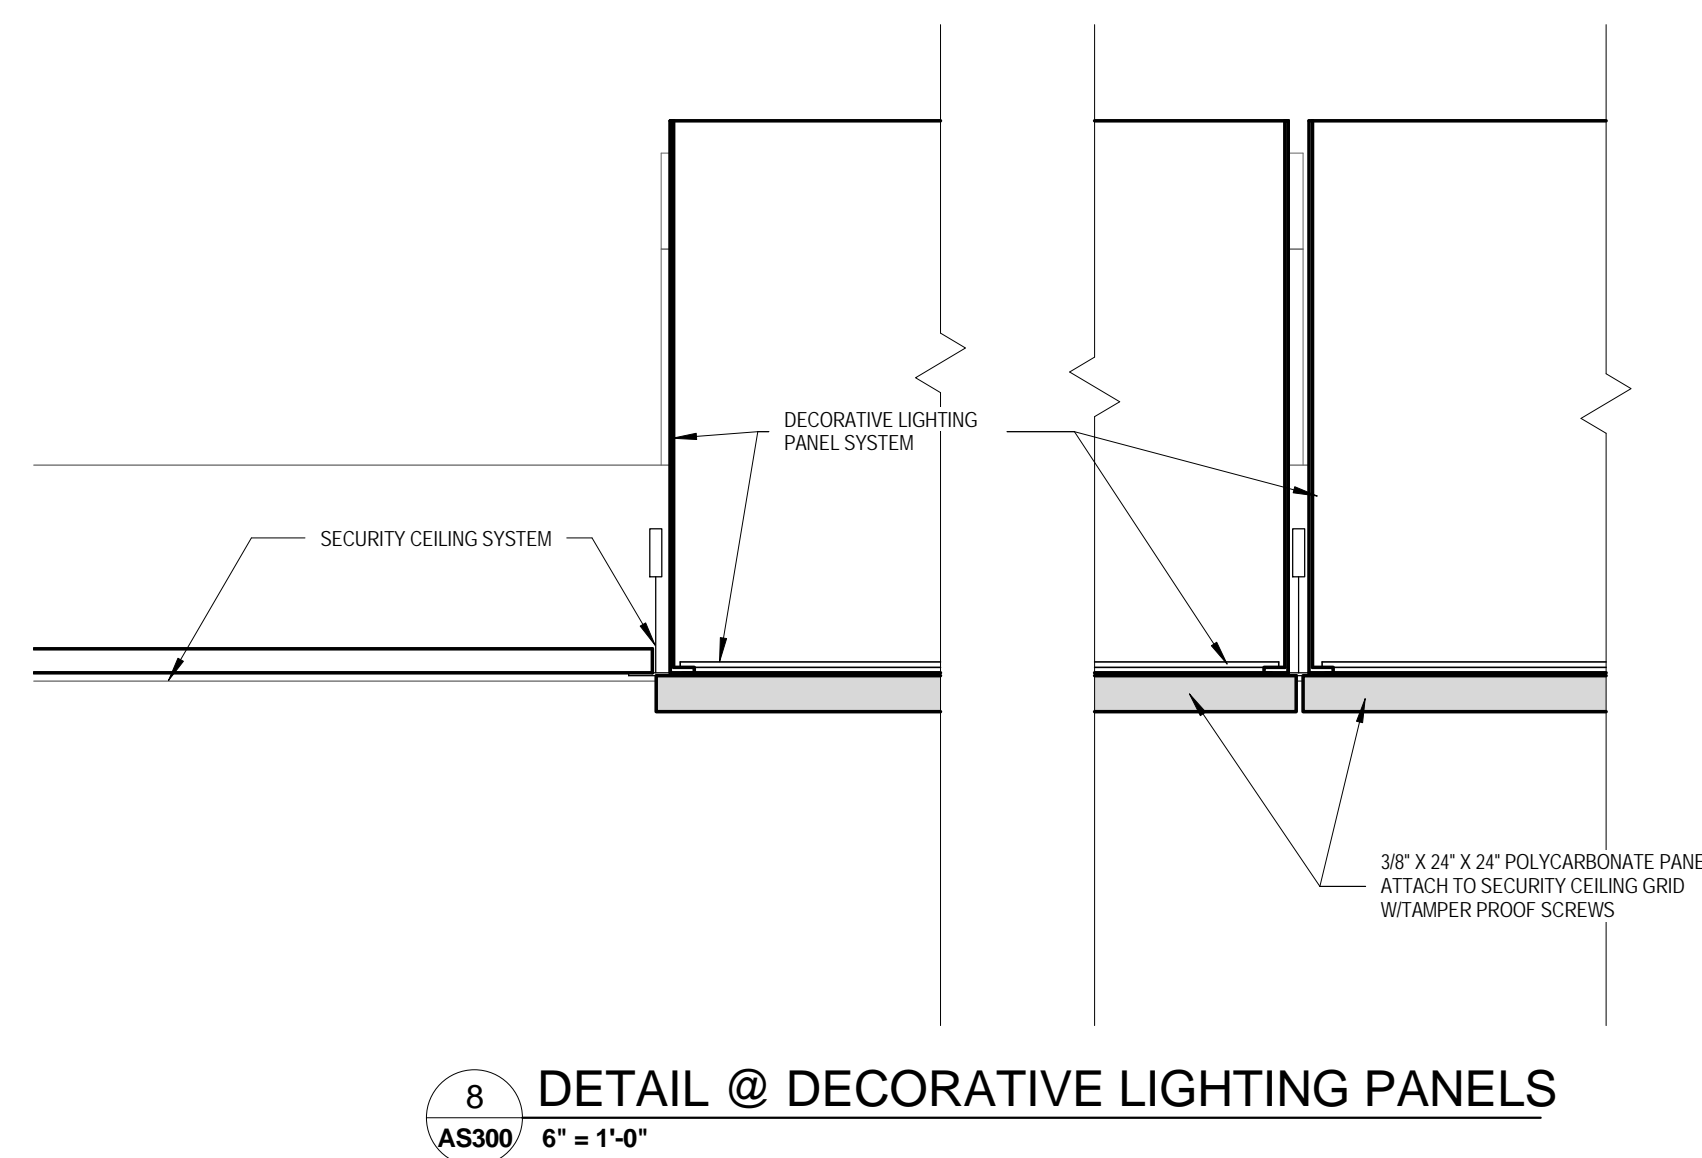 DECORATIVE LIGHTING
PANEL SYSTEM
SECURITY CEILING SYSTEM
3/8" X 24" X 24" POLYCARBONATE PANE
ATTACH TO SECURITY CEILING GRID
W/TAMPER PROOF SCREWS
8
DETAIL @ DECORATIVE LIGHTING PANELS
AS300
6" = 1'-0"